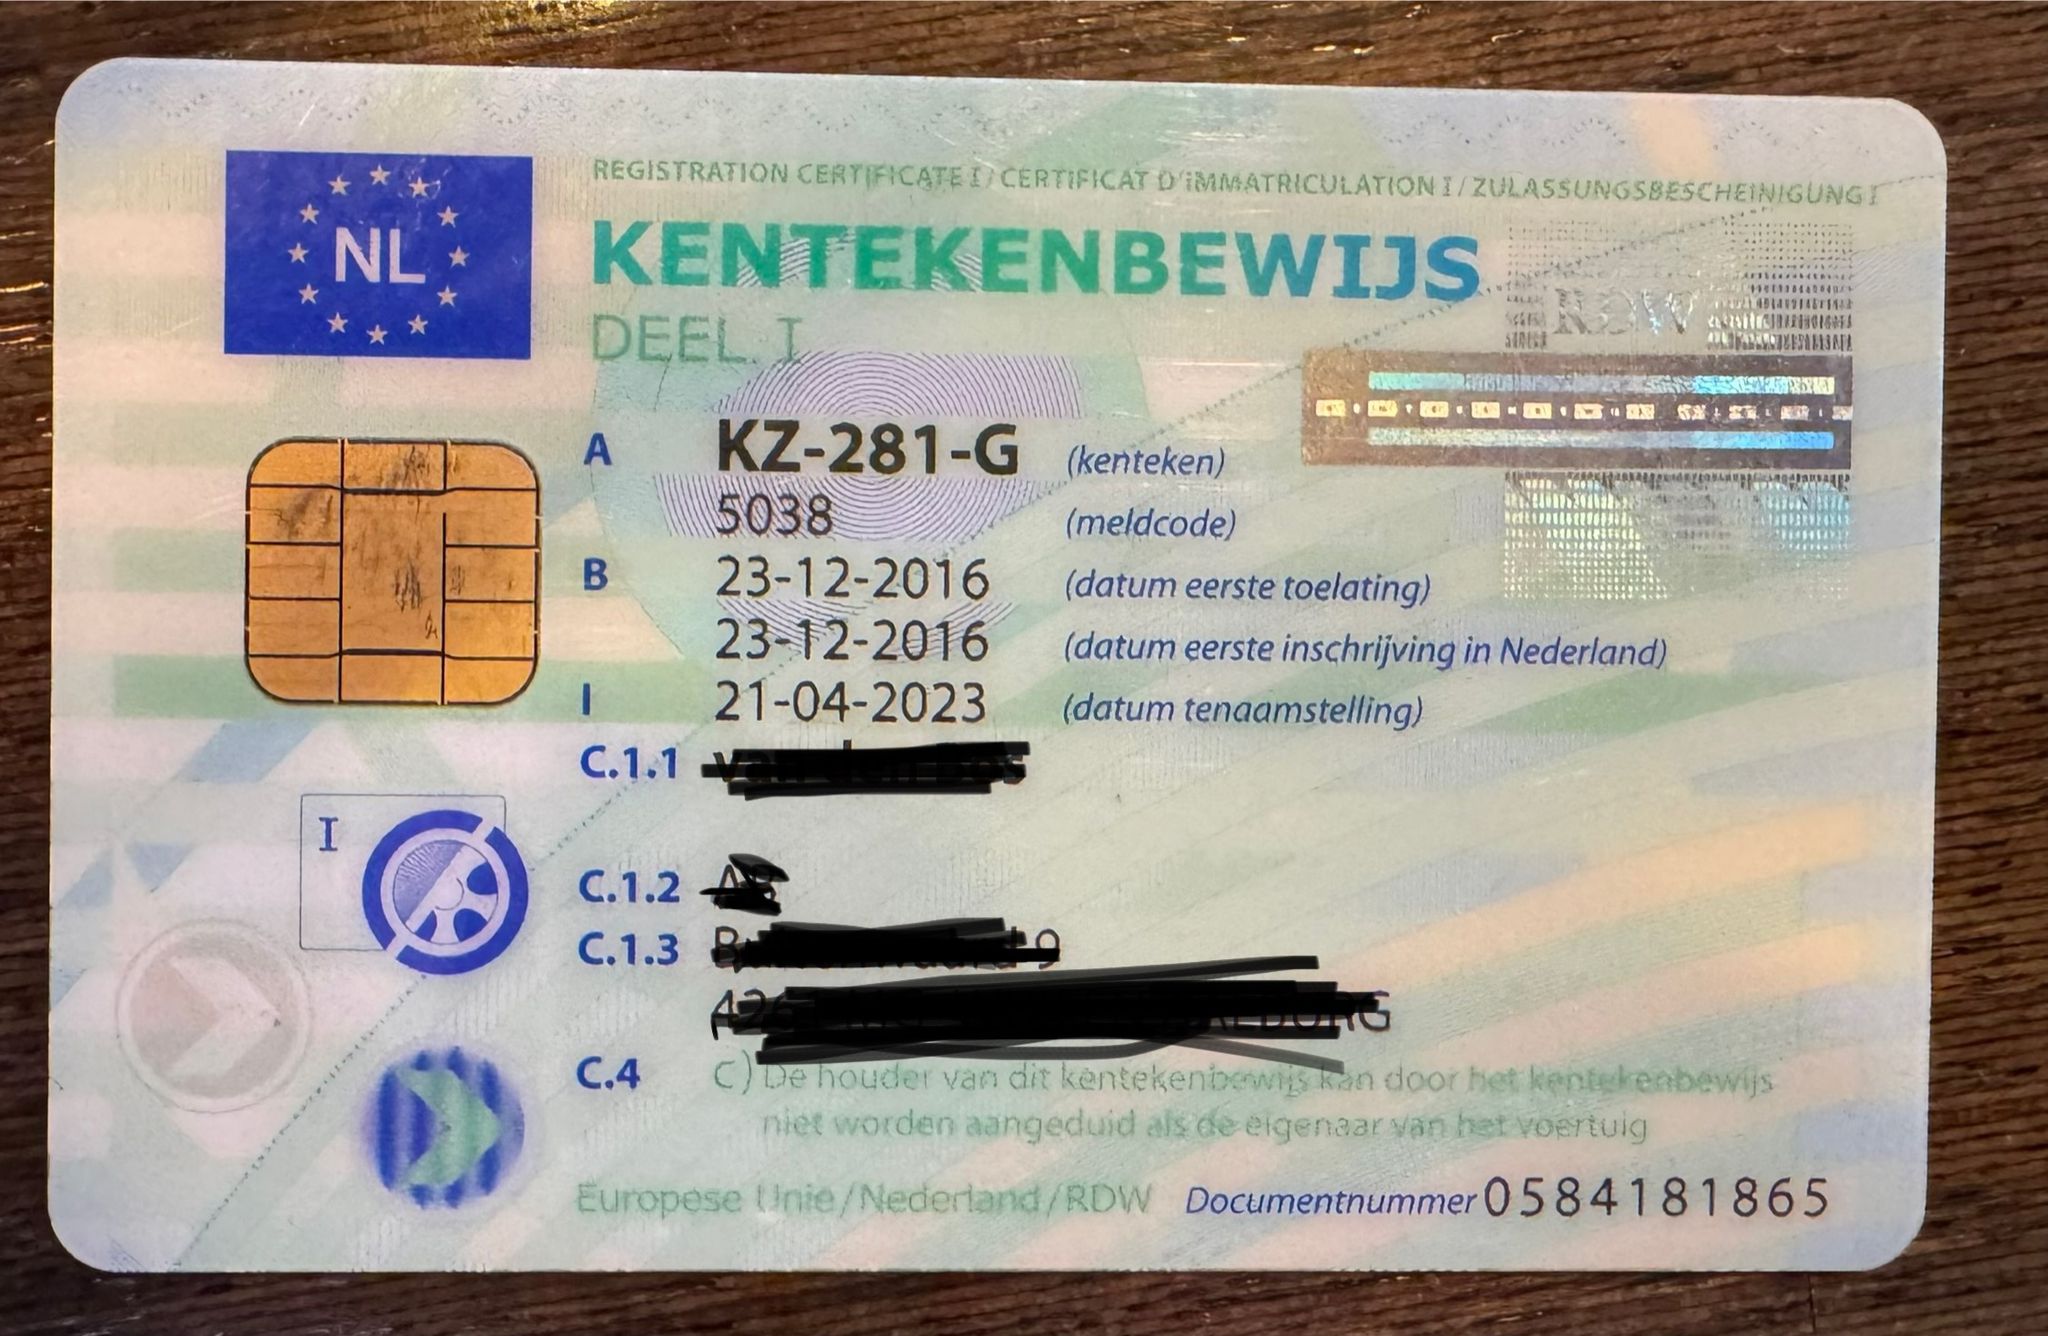 REGISTRATION CERTIFICATE I / CERTIFICAT D'IMMATRICULATION I / ZULASSUNGSBESCHEINIGUNG I
NL
KENTEKENBEWIJS
RDW
DEEL I
A KZ-281-G (kenteken)
5038 (meldcode)
B 23-12-2016 (datum eerste toelating)
23-12-2016 (datum eerste inschrijving in Nederland)
I 21-04-2023 (datum tenaamstelling)
C.1.1
I
C.1.2
C.1.3
C.4 C) De houder van dit kentekenbewijs kan door het kentekenbewijs
niet worden aangeduid als de eigenaar van het voertuig
Europese Unie/Nederland/RDW Documentnummer 0584181865